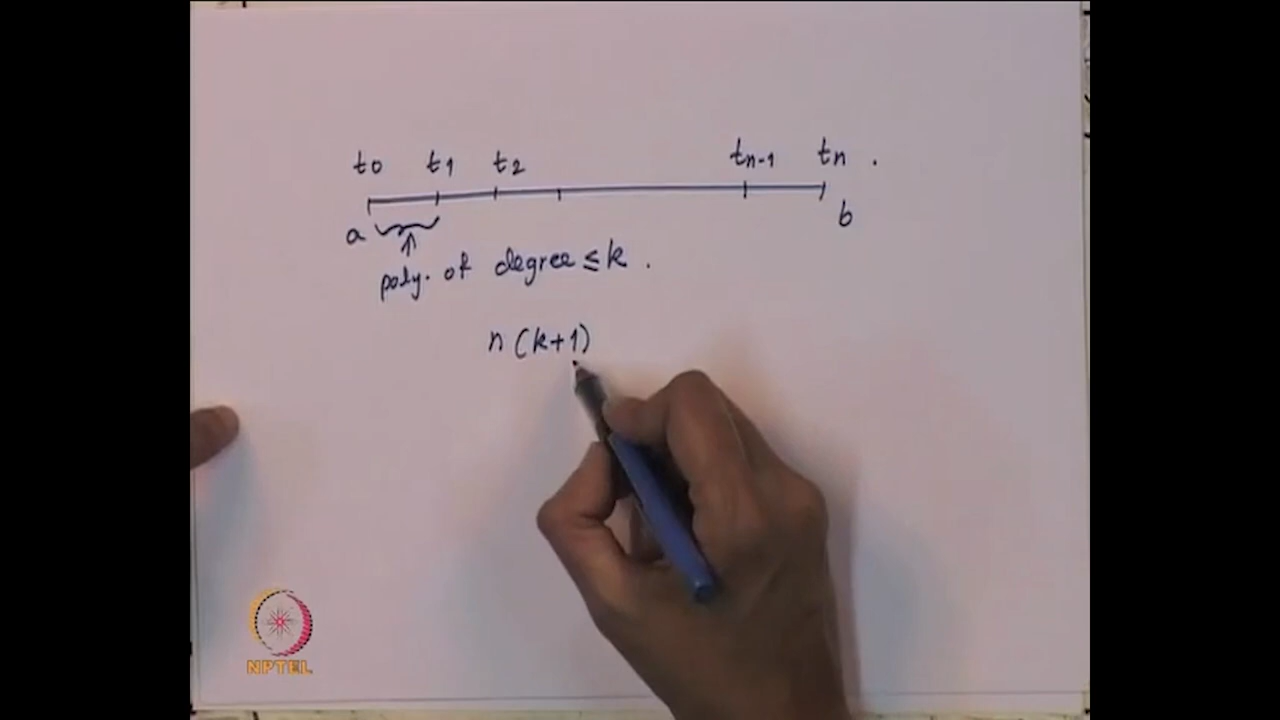 t0 t1 t2 tn-1 tn .
a b
poly. of degree ≤ k .
n (k+1)
NPTEL